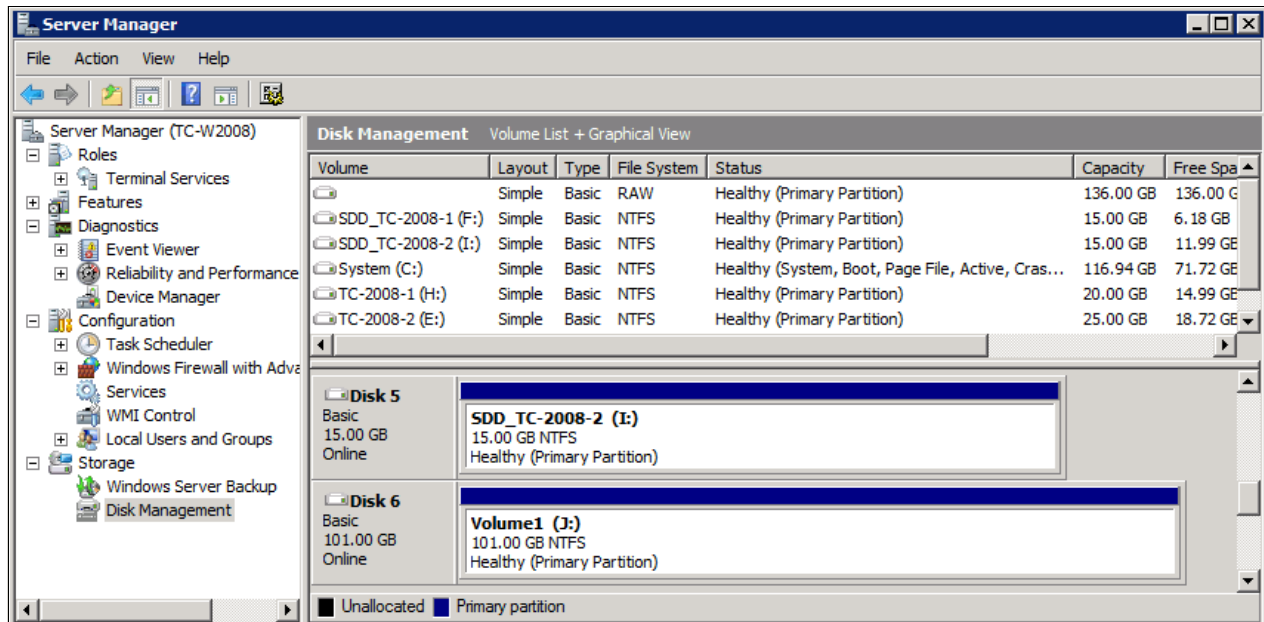 Server Manager
File Action View Help
Server Manager (TC-W2008)
Roles
Terminal Services
Features
Diagnostics
Event Viewer
Reliability and Performance
Device Manager
Configuration
Task Scheduler
Windows Firewall with Adva
Services
WMI Control
Local Users and Groups
Storage
Windows Server Backup
Disk Management
Disk Management Volume List + Graphical View
Volume Layout Type File System Status Capacity Free Spa
Simple Basic RAW Healthy (Primary Partition) 136.00 GB 136.00 G
SDD_TC-2008-1 (F:) Simple Basic NTFS Healthy (Primary Partition) 15.00 GB 6.18 GB
SDD_TC-2008-2 (I:) Simple Basic NTFS Healthy (Primary Partition) 15.00 GB 11.99 GB
System (C:) Simple Basic NTFS Healthy (System, Boot, Page File, Active, Cras... 116.94 GB 71.72 GB
TC-2008-1 (H:) Simple Basic NTFS Healthy (Primary Partition) 20.00 GB 14.99 GB
TC-2008-2 (E:) Simple Basic NTFS Healthy (Primary Partition) 25.00 GB 18.72 GB
Disk 5
Basic
15.00 GB
Online
SDD_TC-2008-2 (I:)
15.00 GB NTFS
Healthy (Primary Partition)
Disk 6
Basic
101.00 GB
Online
Volume1 (J:)
101.00 GB NTFS
Healthy (Primary Partition)
Unallocated Primary partition